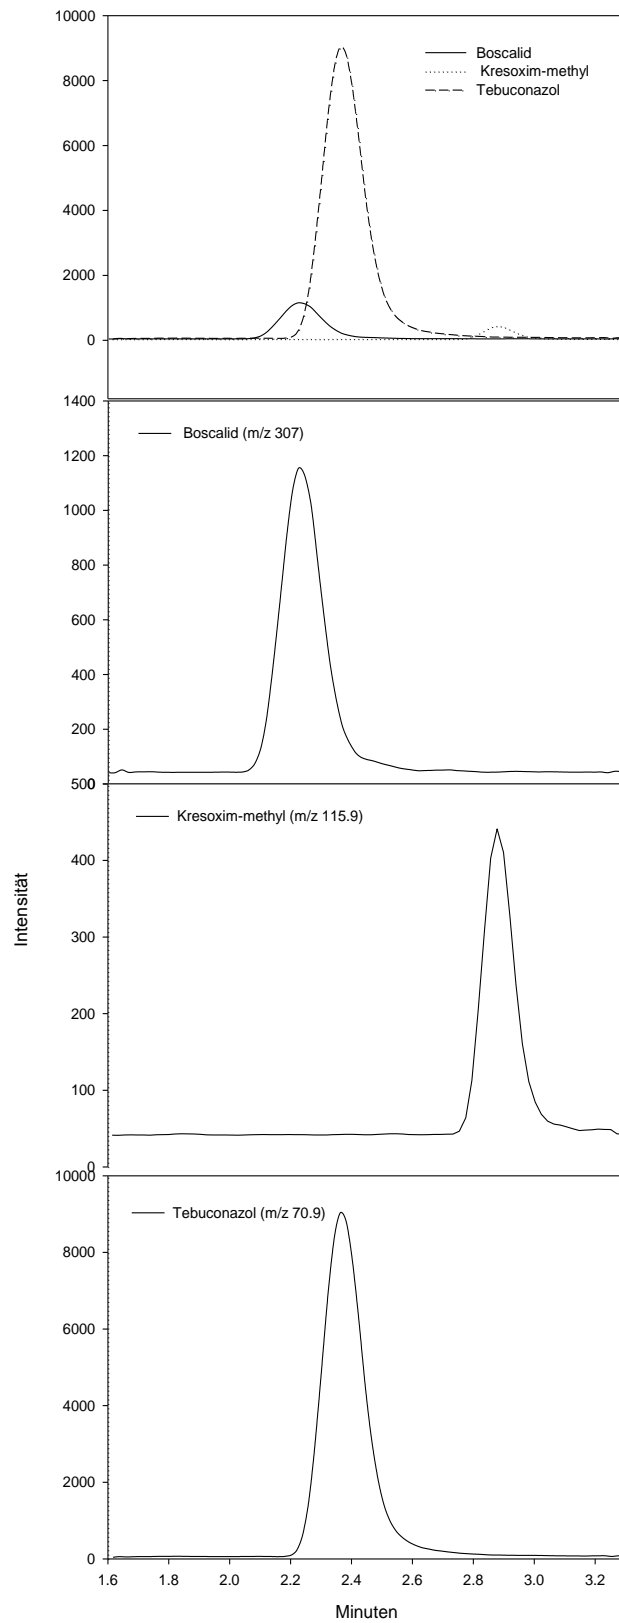 10000
Boscalid
Kresoxim-methyl
8000
Tebuconazol
6000
4000
2000
0
1400
Boscalid (m/z 307)
1200
1000
800
600
400
200
0
500
Kresoxim-methyl (m/z 115.9)
400
300
200
100
0
Intensität
10000
Tebuconazol (m/z 70.9)
8000
6000
4000
2000
0
1.6 1.8 2.0 2.2 2.4 2.6 2.8 3.0 3.2
Minuten